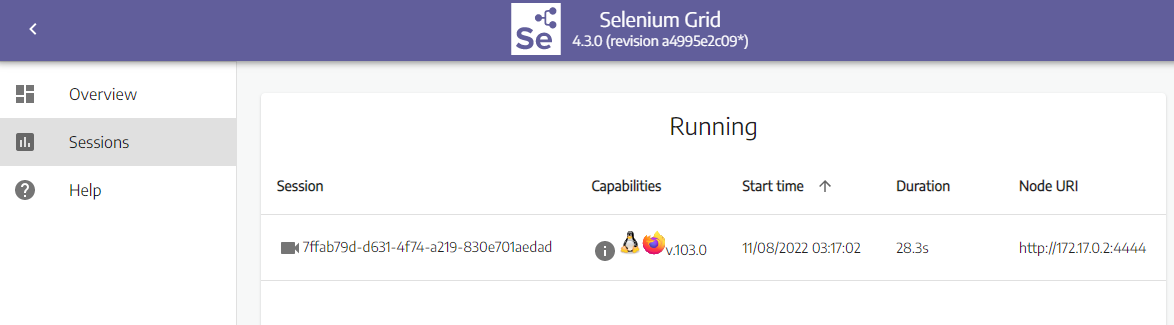 Se
Selenium Grid
4.3.0 (revision a4995e2c09*)
Overview
Sessions
Help
Running
Session Capabilities Start time Duration Node URI
7ffab79d-d631-4f74-a219-830e701aedad v.103.0 11/08/2022 03:17:02 28.3s http://172.17.0.2:4444